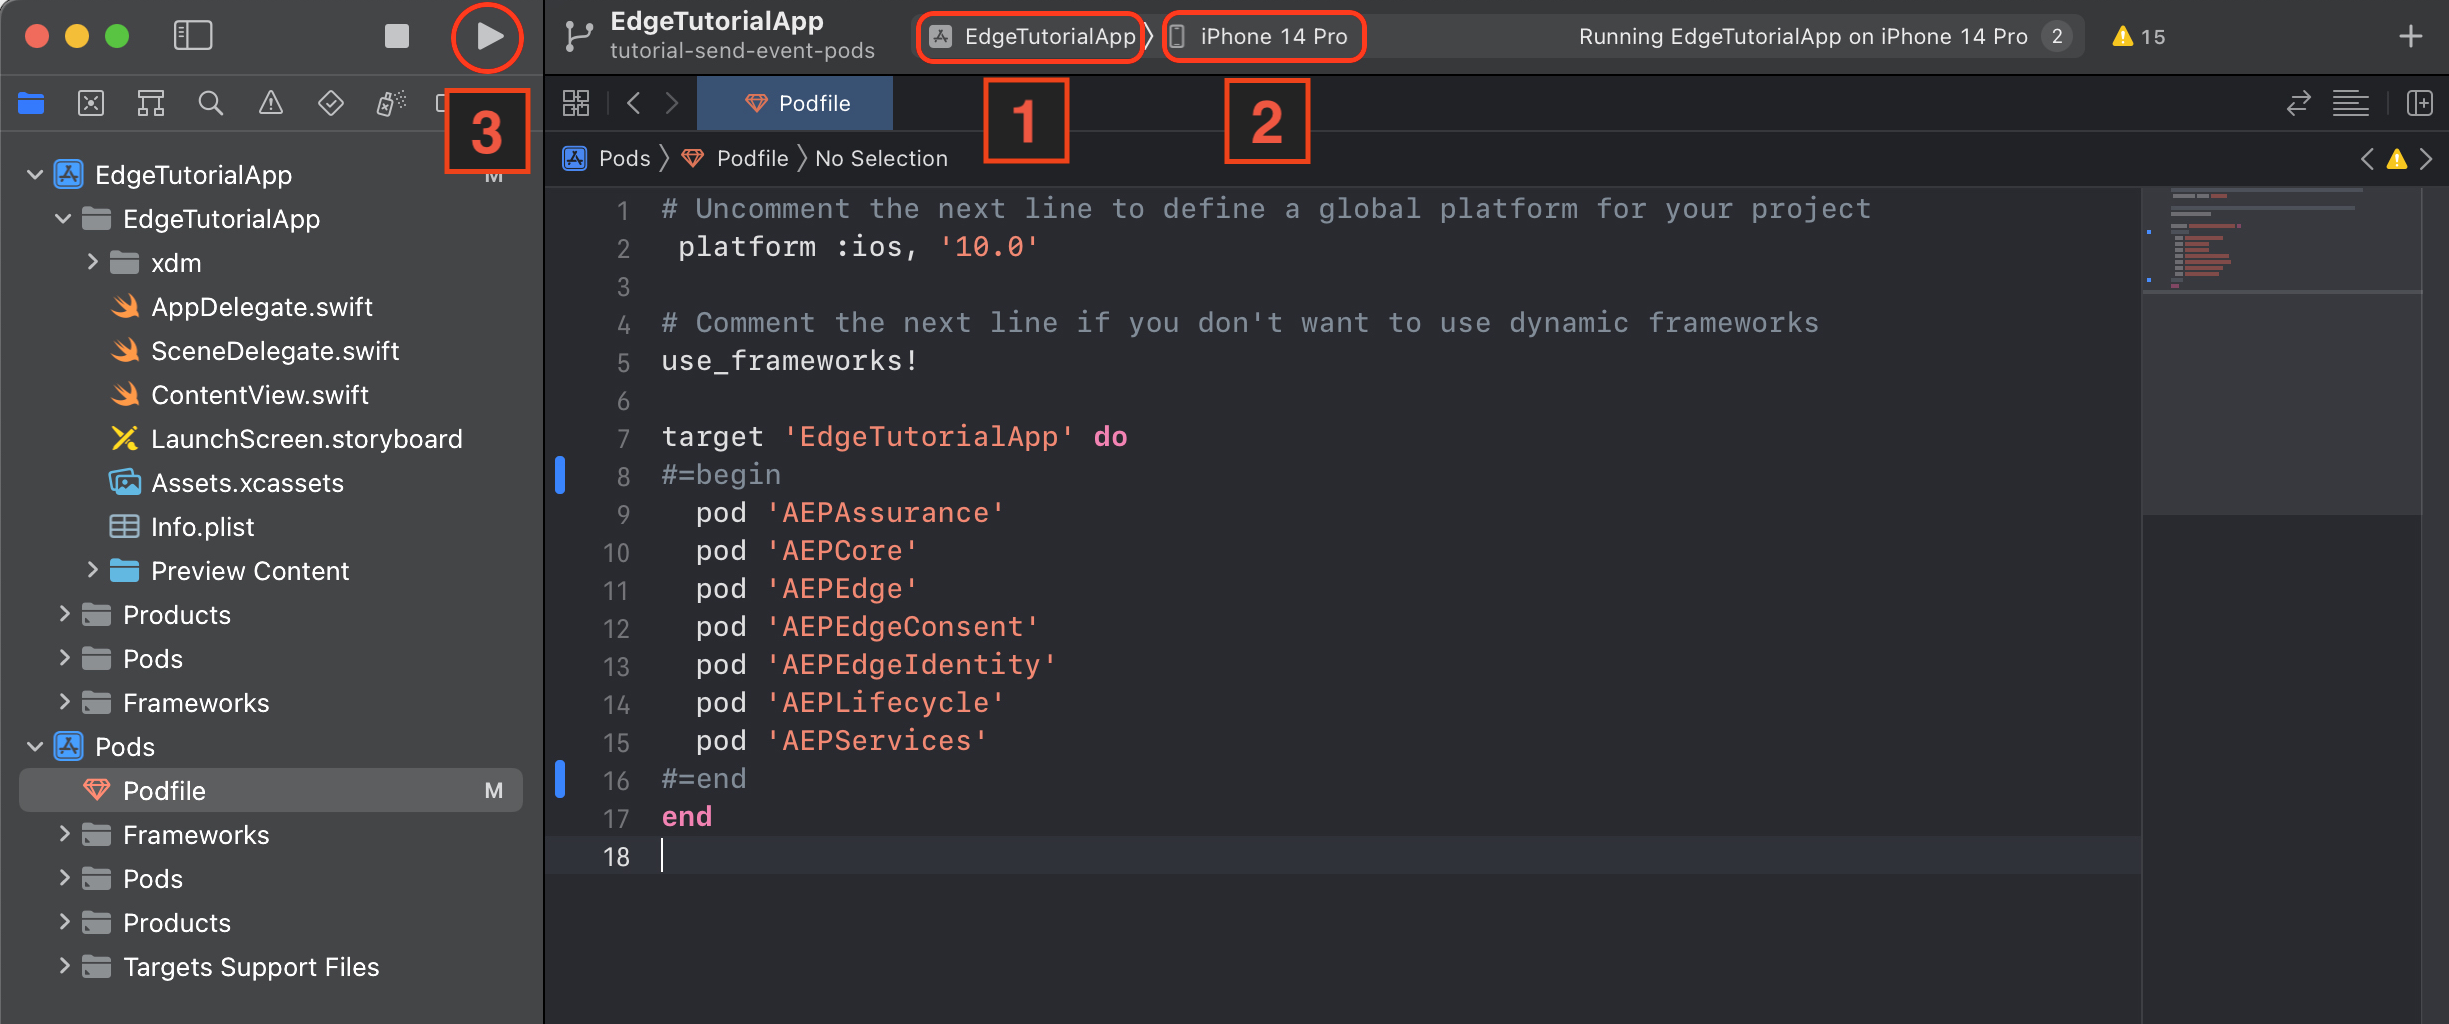 EdgeTutorialApp
tutorial-send-event-pods
EdgeTutorialApp
iPhone 14 Pro
Running EdgeTutorialApp on iPhone 14 Pro 2
15
3
1
2
Podfile
Pods
Podfile
No Selection
EdgeTutorialApp M
EdgeTutorialApp
xdm
AppDelegate.swift
SceneDelegate.swift
ContentView.swift
LaunchScreen.storyboard
Assets.xcassets
Info.plist
Preview Content
Products
Pods
Frameworks
Pods
Podfile M
Frameworks
Pods
Products
Targets Support Files
1 # Uncomment the next line to define a global platform for your project
2 platform :ios, '10.0'
3
4 # Comment the next line if you don't want to use dynamic frameworks
5 use_frameworks!
6
7 target 'EdgeTutorialApp' do
8 #=begin
9 pod 'AEPAssurance'
10 pod 'AEPCore'
11 pod 'AEPEdge'
12 pod 'AEPEdgeConsent'
13 pod 'AEPEdgeIdentity'
14 pod 'AEPLifecycle'
15 pod 'AEPServices'
16 #=end
17 end
18